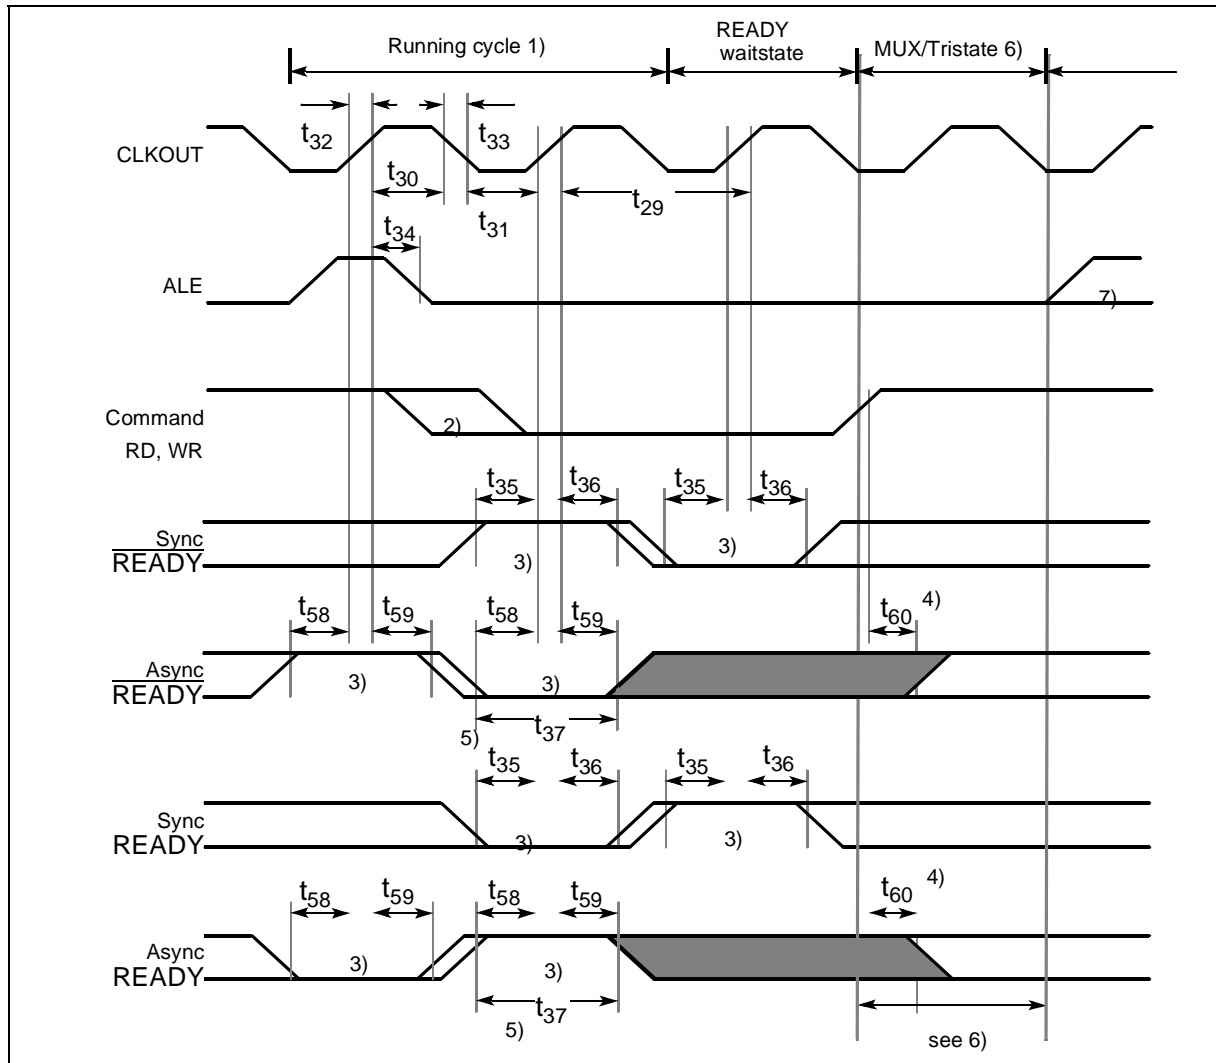 Running cycle 1)
READY
waitstate
MUX/Tristate 6)
t32
t33
CLKOUT
t30
t31
t29
t34
ALE
7)
Command
RD, WR
2)
t35
t36
t35
t36
Sync
READY
3)
3)
t58
t59
t58
t59
t60
4)
Async
READY
3)
3)
t37
5)
t35
t36
t35
t36
Sync
READY
3)
3)
t58
t59
t58
t59
t60
4)
Async
READY
3)
3)
t37
5)
see 6)